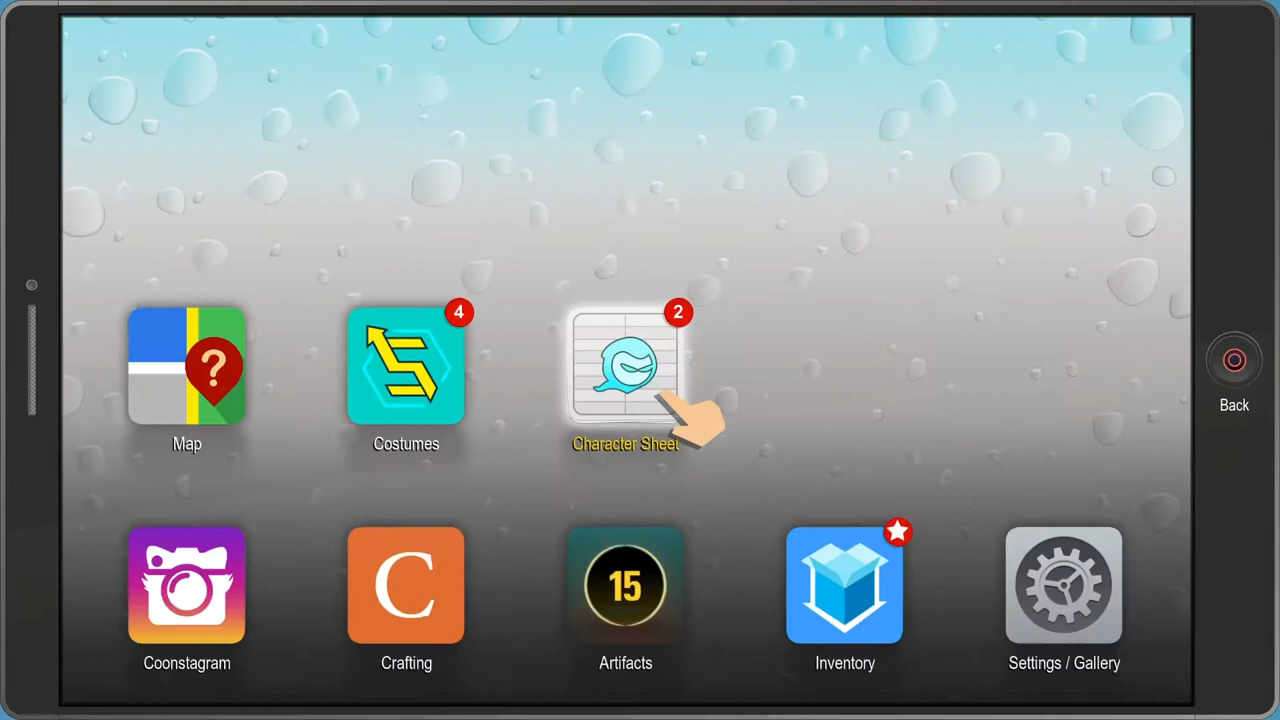 4
2
?
Map
Costumes
Character Sheet
Back
C
15
Coonstagram
Crafting
Artifacts
Inventory
Settings / Gallery